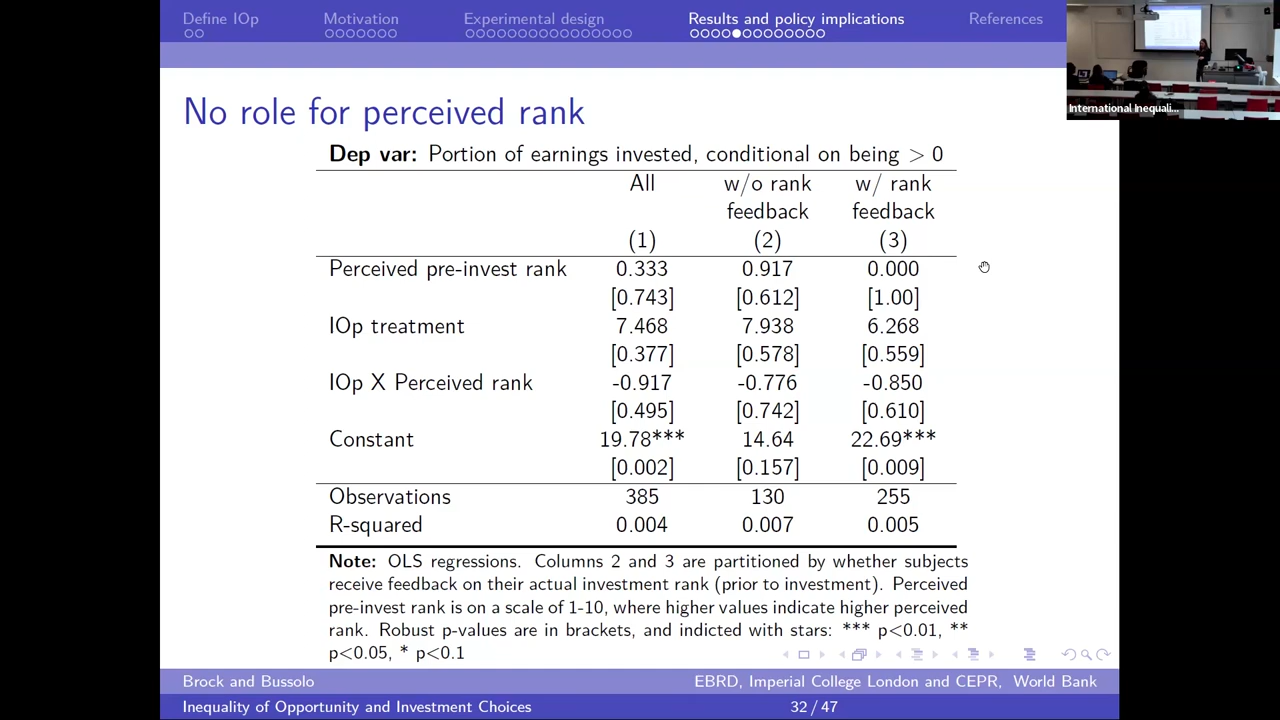 Define IOp Motivation Experimental design Results and policy implications References
International Inequali...
No role for perceived rank
Dep var: Portion of earnings invested, conditional on being > 0
All w/o rank w/ rank
feedback feedback
(1) (2) (3)
Perceived pre-invest rank 0.333 0.917 0.000
[0.743] [0.612] [1.00]
IOp treatment 7.468 7.938 6.268
[0.377] [0.578] [0.559]
IOp X Perceived rank -0.917 -0.776 -0.850
[0.495] [0.742] [0.610]
Constant 19.78*** 14.64 22.69***
[0.002] [0.157] [0.009]
Observations 385 130 255
R-squared 0.004 0.007 0.005
Note: OLS regressions. Columns 2 and 3 are partitioned by whether subjects
receive feedback on their actual investment rank (prior to investment). Perceived
pre-invest rank is on a scale of 1-10, where higher values indicate higher perceived
rank. Robust p-values are in brackets, and indicted with stars: *** p<0.01, **
p<0.05, * p<0.1
Brock and Bussolo EBRD, Imperial College London and CEPR, World Bank
Inequality of Opportunity and Investment Choices 32 / 47